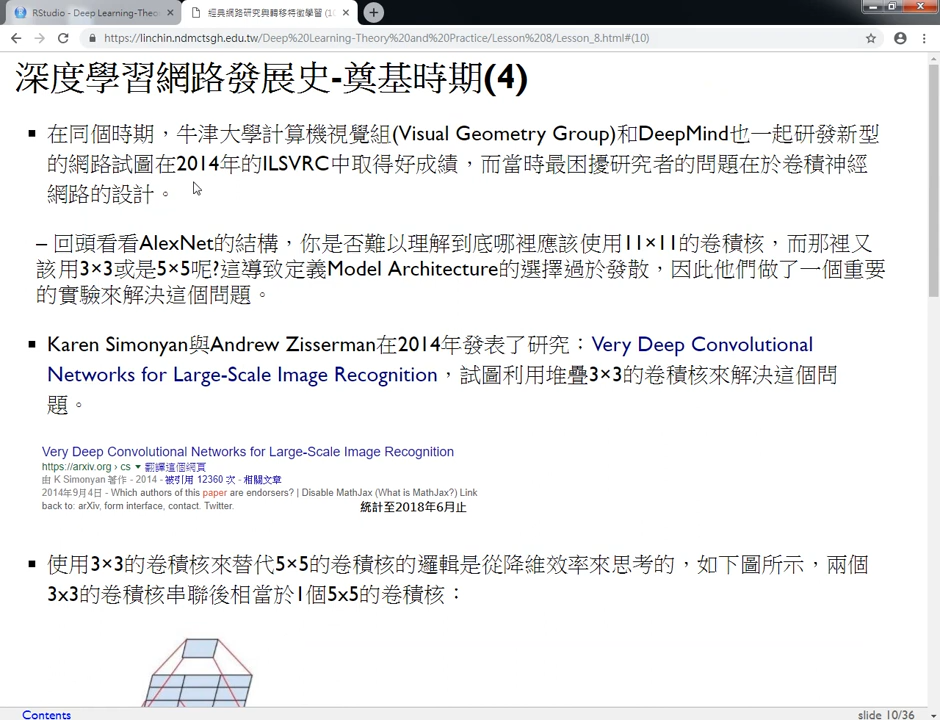 RStudio - Deep Learning-Theo
經典網路研究與轉移特徵學習 (10
https://linchin.ndmctsgh.edu.tw/Deep%20Learning-Theory%20and%20Practice/Lesson%208/Lesson_8.html#(10)
深度學習網路發展史-奠基時期(4)
在同個時期，牛津大學計算機視覺組(Visual Geometry Group)和DeepMind也一起研發新型
的網路試圖在2014年的ILSVRC中取得好成績，而當時最困擾研究者的問題在於卷積神經
網路的設計。
– 回頭看看AlexNet的結構，你是否難以理解到底哪裡應該使用11×11的卷積核，而那裡又
該用3×3或是5×5呢?這導致定義Model Architecture的選擇過於發散，因此他們做了一個重要
的實驗來解決這個問題。
Karen Simonyan與Andrew Zisserman在2014年發表了研究：Very Deep Convolutional
Networks for Large-Scale Image Recognition，試圖利用堆疊3×3的卷積核來解決這個問
題。
Very Deep Convolutional Networks for Large-Scale Image Recognition
https://arxiv.org › cs ▼ 翻譯這個網頁
由 K Simonyan 著作 - 2014 - 被引用 12360 次 - 相關文章
2014年9月4日 - Which authors of this paper are endorsers? | Disable MathJax (What is MathJax?) Link
back to: arXiv, form interface, contact. Twitter.
統計至2018年6月止
使用3×3的卷積核來替代5×5的卷積核的邏輯是從降維效率來思考的，如下圖所示，兩個
3x3的卷積核串聯後相當於1個5x5的卷積核：
Contents
slide 10/36